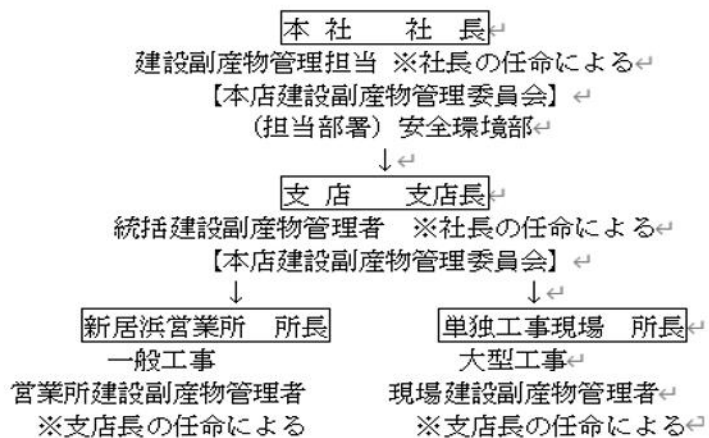 本 社　　社 長
建設副産物管理担当 ※社長の任命による
【本店建設副産物管理委員会】
（担当部署）安全環境部
↓
支 店　　支店長
統括建設副産物管理者　※社長の任命による
【本店建設副産物管理委員会】
↓　　↓
新居浜営業所　所長　　単独工事現場　所長
一般工事　　大型工事
営業所建設副産物管理者　　現場建設副産物管理者
※支店長の任命による　　※支店長の任命による